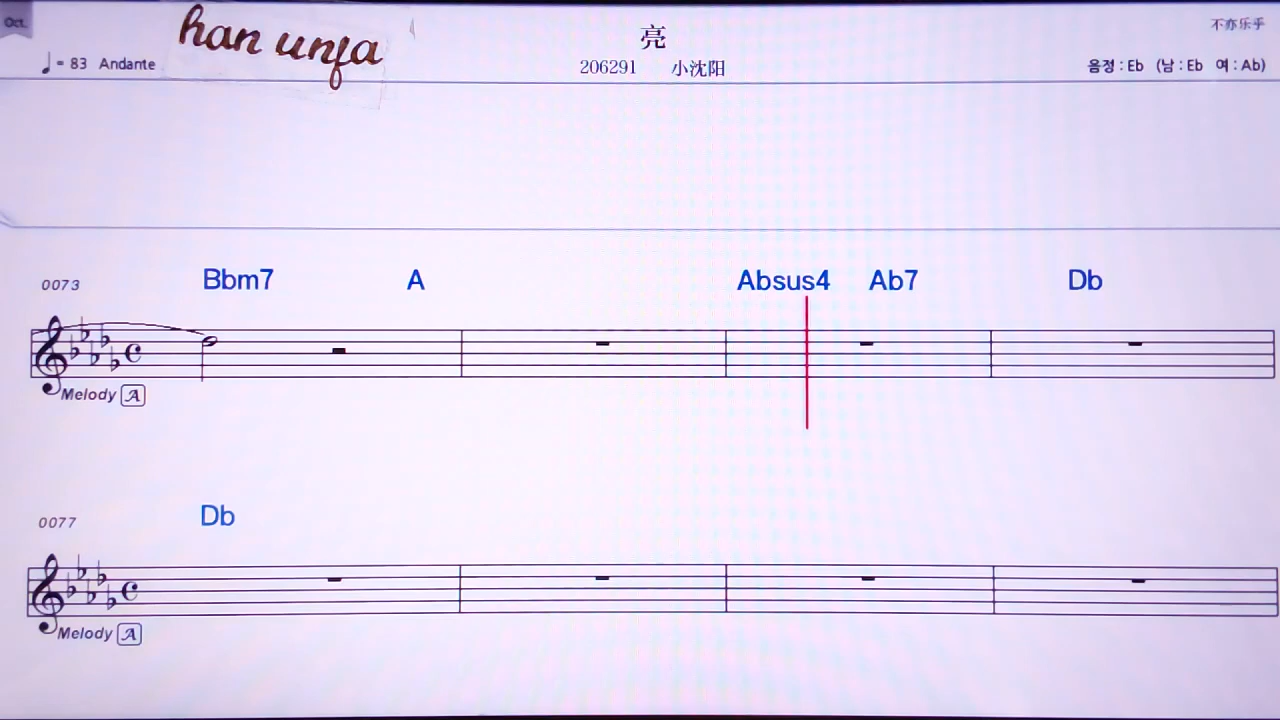 Oct.
han unfa
亮
不亦乐乎
♩= 83 Andante
206291 小沈阳
음정 : Eb (남 : Eb 여 : Ab)
0073 Bbm7 A Absus4 Ab7 Db
Melody A
0077 Db
Melody A